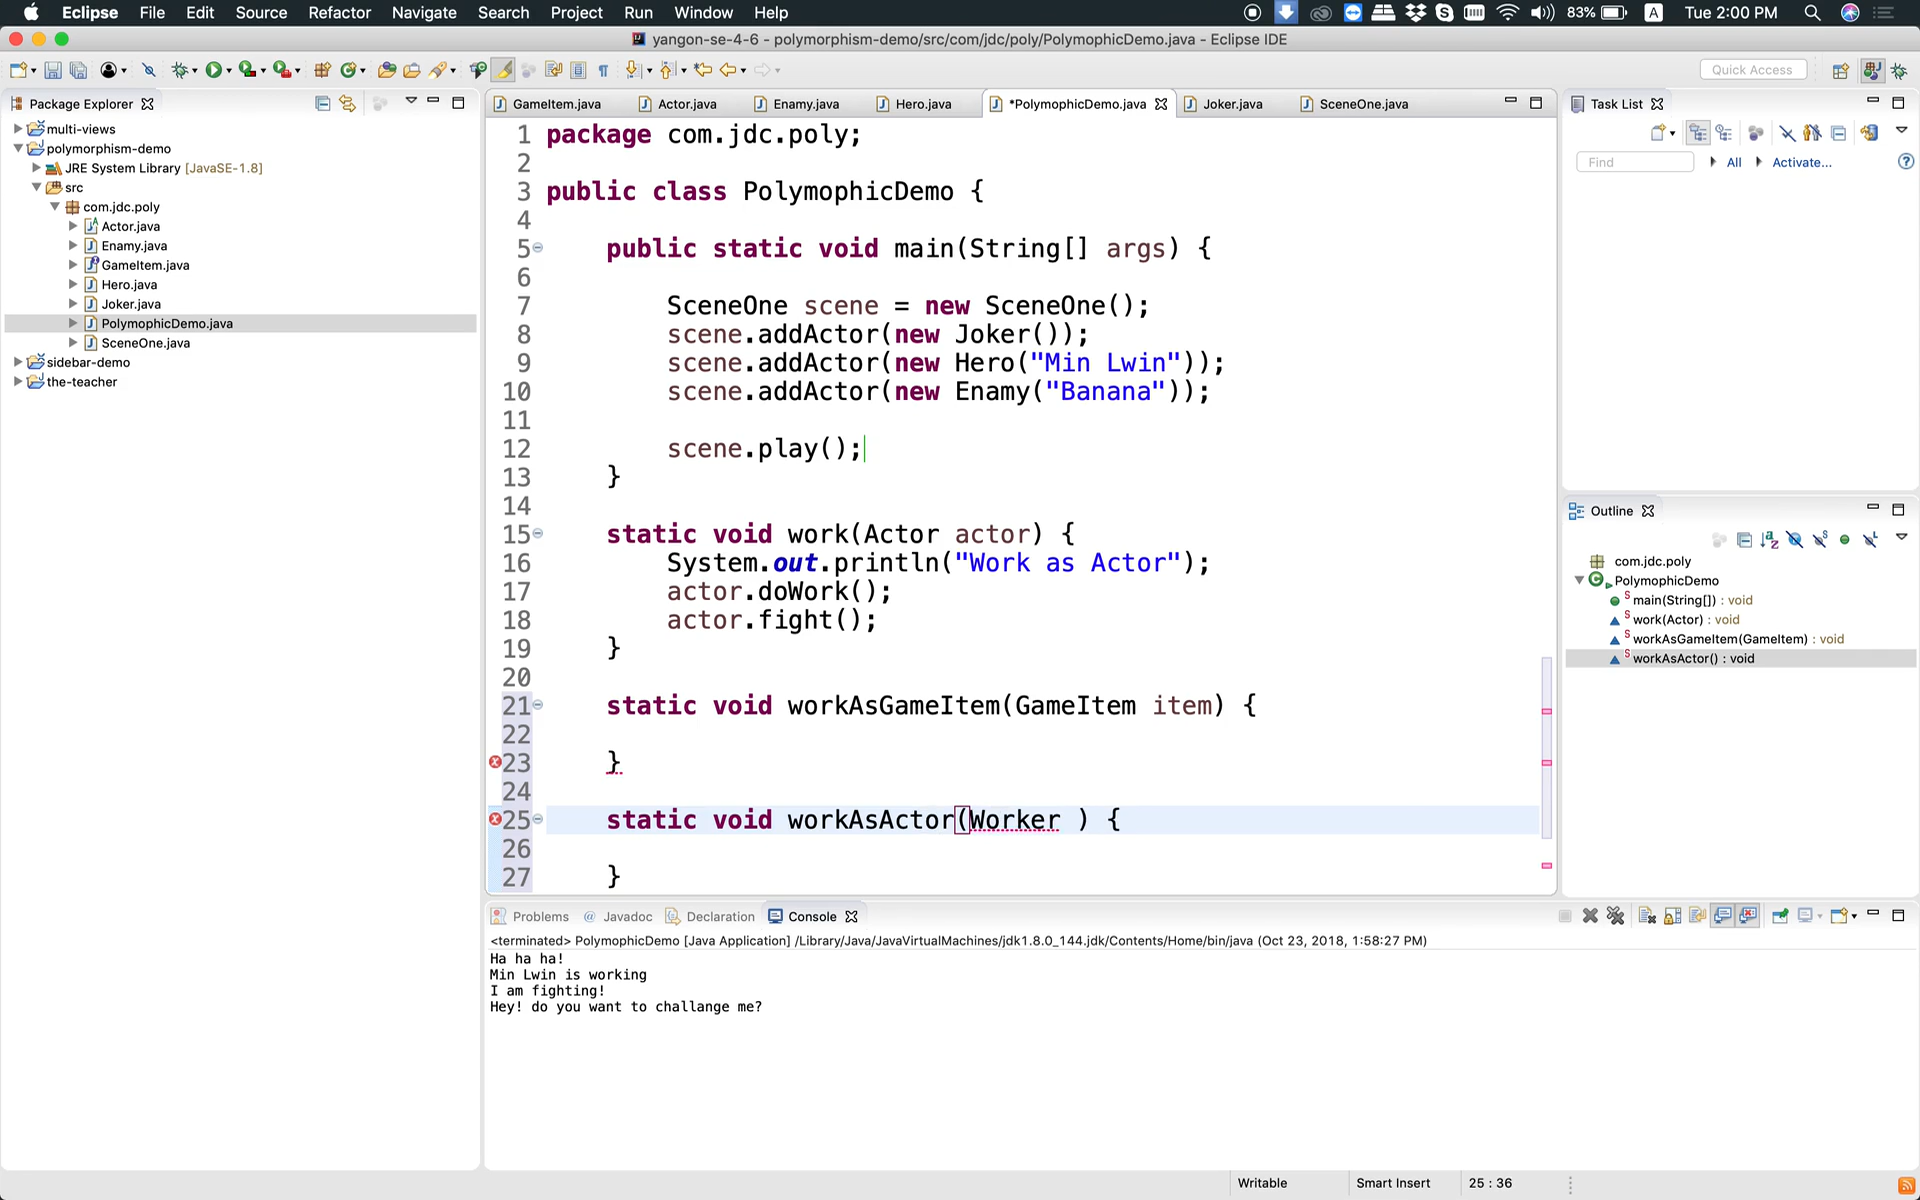 Eclipse File Edit Source Refactor Navigate Search Project Run Window Help 83% A Tue 2:00 PM
yangon-se-4-6 - polymorphism-demo/src/com/jdc/poly/PolymophicDemo.java - Eclipse IDE
Quick Access
Package Explorer
multi-views
polymorphism-demo
JRE System Library [JavaSE-1.8]
src
com.jdc.poly
Actor.java
Enamy.java
GameItem.java
Hero.java
Joker.java
PolymophicDemo.java
SceneOne.java
sidebar-demo
the-teacher
GameItem.java Actor.java Enamy.java Hero.java *PolymophicDemo.java Joker.java SceneOne.java
1 package com.jdc.poly;
2
3 public class PolymophicDemo {
4
5 public static void main(String[] args) {
6
7 SceneOne scene = new SceneOne();
8 scene.addActor(new Joker());
9 scene.addActor(new Hero("Min Lwin"));
10 scene.addActor(new Enamy("Banana"));
11
12 scene.play();
13 }
14
15 static void work(Actor actor) {
16 System.out.println("Work as Actor");
17 actor.doWork();
18 actor.fight();
19 }
20
21 static void workAsGameItem(GameItem item) {
22
23 }
24
25 static void workAsActor(Worker ) {
26
27 }
Task List
Find All Activate...
Outline
com.jdc.poly
PolymophicDemo
main(String[]) : void
work(Actor) : void
workAsGameItem(GameItem) : void
workAsActor() : void
Problems @ Javadoc Declaration Console
<terminated> PolymophicDemo [Java Application] /Library/Java/JavaVirtualMachines/jdk1.8.0_144.jdk/Contents/Home/bin/java (Oct 23, 2018, 1:58:27 PM)
Ha ha ha!
Min Lwin is working
I am fighting!
Hey! do you want to challange me?
Writable Smart Insert 25 : 36